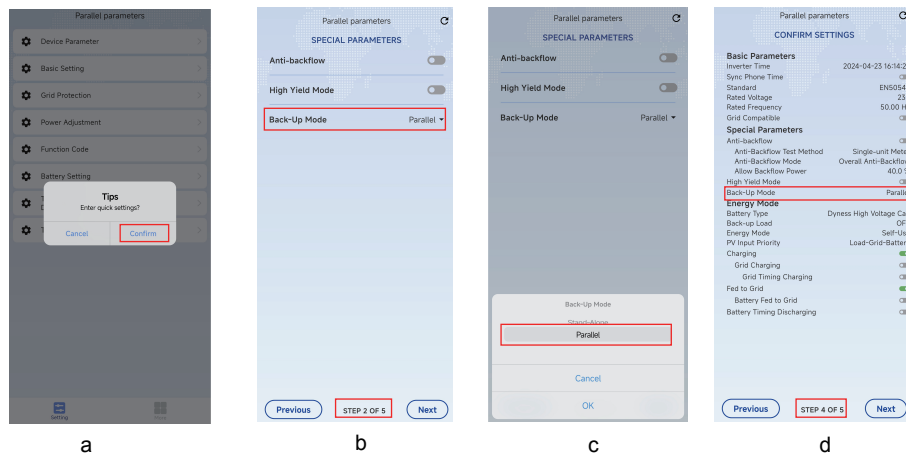 Parallel parameters
Device Parameter
Basic Setting
Grid Protection
Power Adjustment
Function Code
Battery Setting
Tips
Enter quick settings?
Cancel
Confirm
Setting
a
Parallel parameters
SPECIAL PARAMETERS
Anti-backflow
High Yield Mode
Back-Up Mode Parallel
Previous STEP 2 OF 5 Next
b
Parallel parameters
SPECIAL PARAMETERS
Anti-backflow
High Yield Mode
Back-Up Mode Parallel
Back-Up Mode
Stand-Alone
Parallel
Cancel
OK
c
Parallel parameters
CONFIRM SETTINGS
Basic Parameters
Inverter Time 2024-04-23 16:14:2
Sync Phone Time
Standard EN5054
Rated Voltage 23
Rated Frequency 50.00 H
Grid Compatible
Special Parameters
Anti-backflow
Anti-Backflow Test Method Single-unit Mete
Anti-Backflow Mode Overall Anti-Backflow
Allow Backflow Power 40.0 %
High Yield Mode
Back-Up Mode Paralle
Energy Mode
Battery Type Dyness High Voltage Ca
Back-up Load OF
Energy Mode Self-Us
PV Input Priority Load-Grid-Batter
Charging
Grid Charging
Grid Timing Charging
Fed to Grid
Battery Fed to Grid
Battery Timing Discharging
Previous STEP 4 OF 5 Next
d